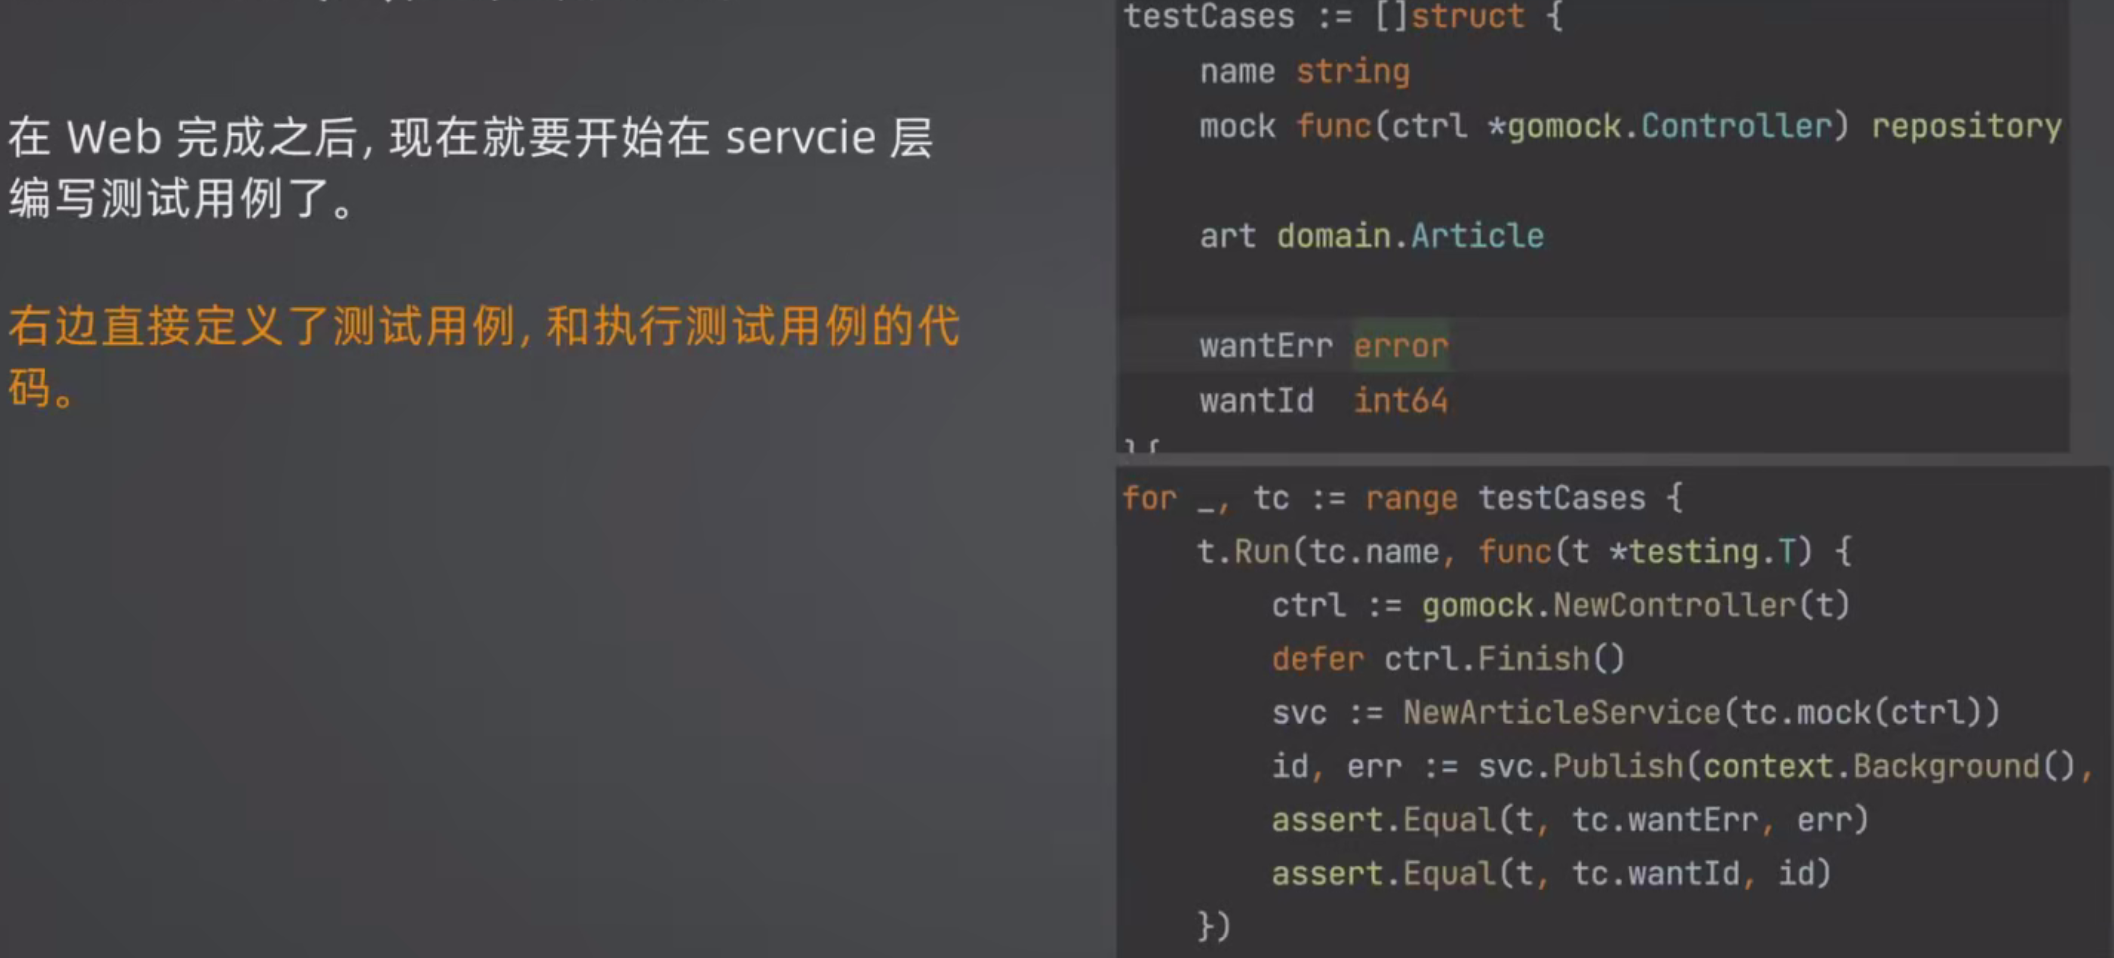 在 Web 完成之后, 现在就要开始在 servcie 层
编写测试用例了。
右边直接定义了测试用例, 和执行测试用例的代
码。
testCases := []struct {
name string
mock func(ctrl *gomock.Controller) repository
art domain.Article
wantErr error
wantId int64
}{
for _, tc := range testCases {
t.Run(tc.name, func(t *testing.T) {
ctrl := gomock.NewController(t)
defer ctrl.Finish()
svc := NewArticleService(tc.mock(ctrl))
id, err := svc.Publish(context.Background(),
assert.Equal(t, tc.wantErr, err)
assert.Equal(t, tc.wantId, id)
})